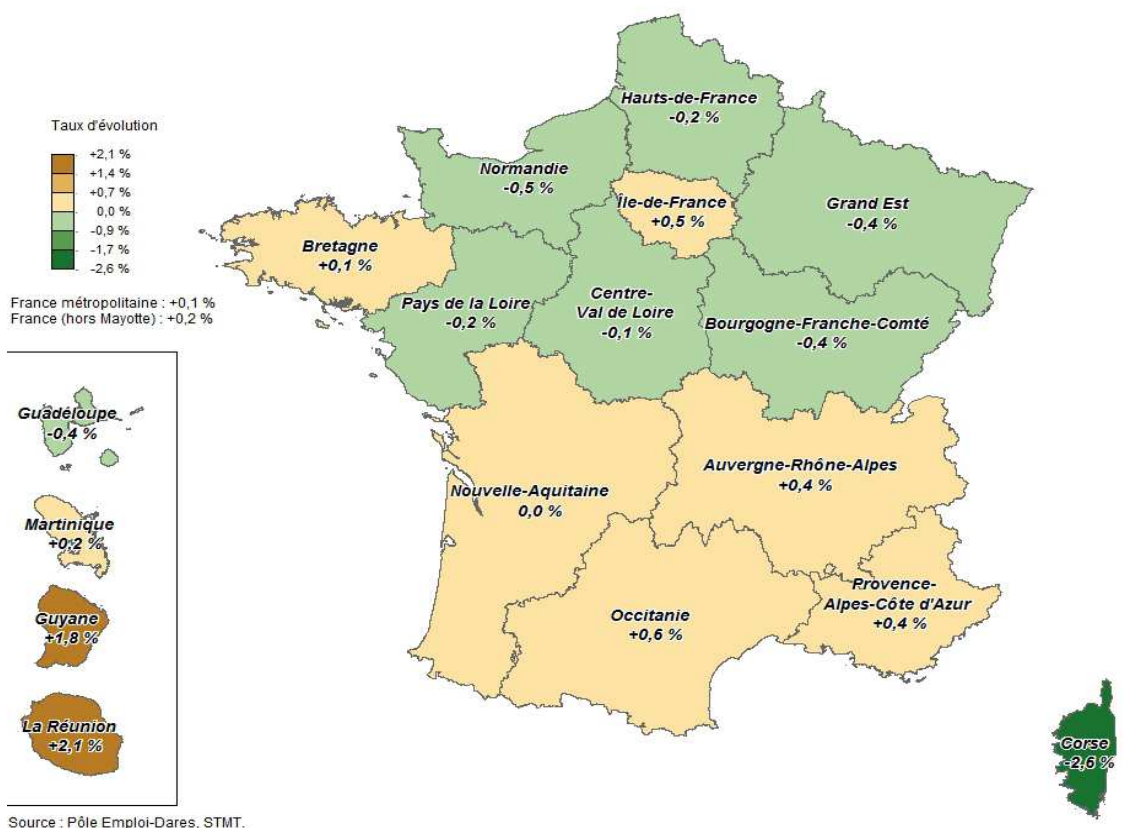 Taux d'évolution
+2,1 %
+1,4 %
+0,7 %
0,0 %
-0,9 %
-1,7 %
-2,6 %
France métropolitaine : +0,1 %
France (hors Mayotte) : +0,2 %
Hauts-de-France
-0,2 %
Normandie
-0,5 %
Île-de-France
+0,5 %
Grand Est
-0,4 %
Bretagne
+0,1 %
Pays de la Loire
-0,2 %
Centre-
Val de Loire
-0,1 %
Bourgogne-Franche-Comté
-0,4 %
Nouvelle-Aquitaine
0,0 %
Auvergne-Rhône-Alpes
+0,4 %
Occitanie
+0,6 %
Provence-
Alpes-Côte d'Azur
+0,4 %
Corse
-2,6 %
Guadéloupe
-0,4 %
Martinique
+0,2 %
Guyane
+1,8 %
La Réunion
+2,1 %
Source : Pôle Emploi-Dares, STMT.